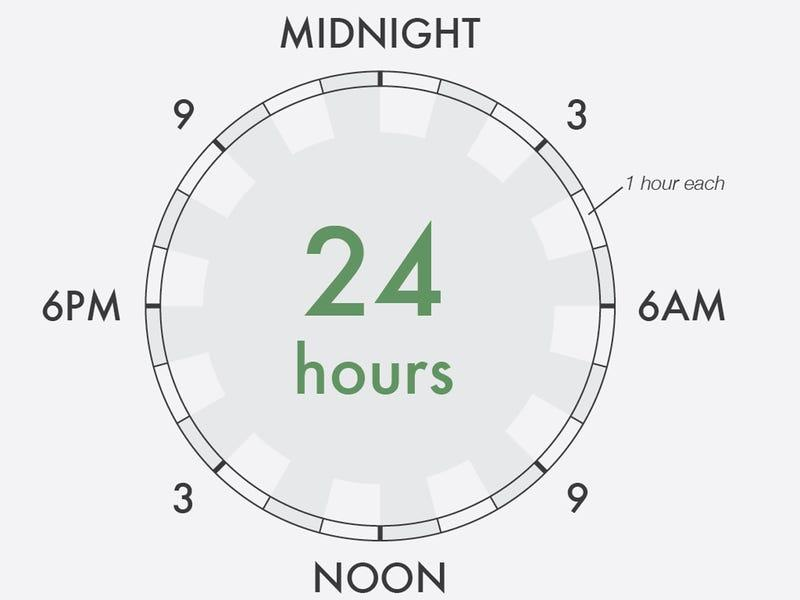 MIDNIGHT
9
3
1 hour each
24
hours
6PM
6AM
3
9
NOON